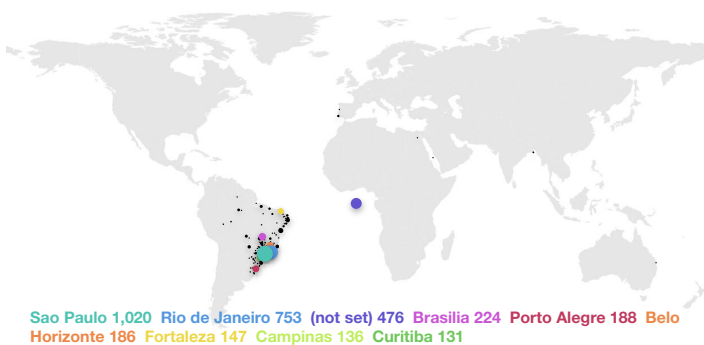 Sao Paulo 1,020 Rio de Janeiro 753 (not set) 476 Brasilia 224 Porto Alegre 188 Belo
Horizonte 186 Fortaleza 147 Campinas 136 Curitiba 131